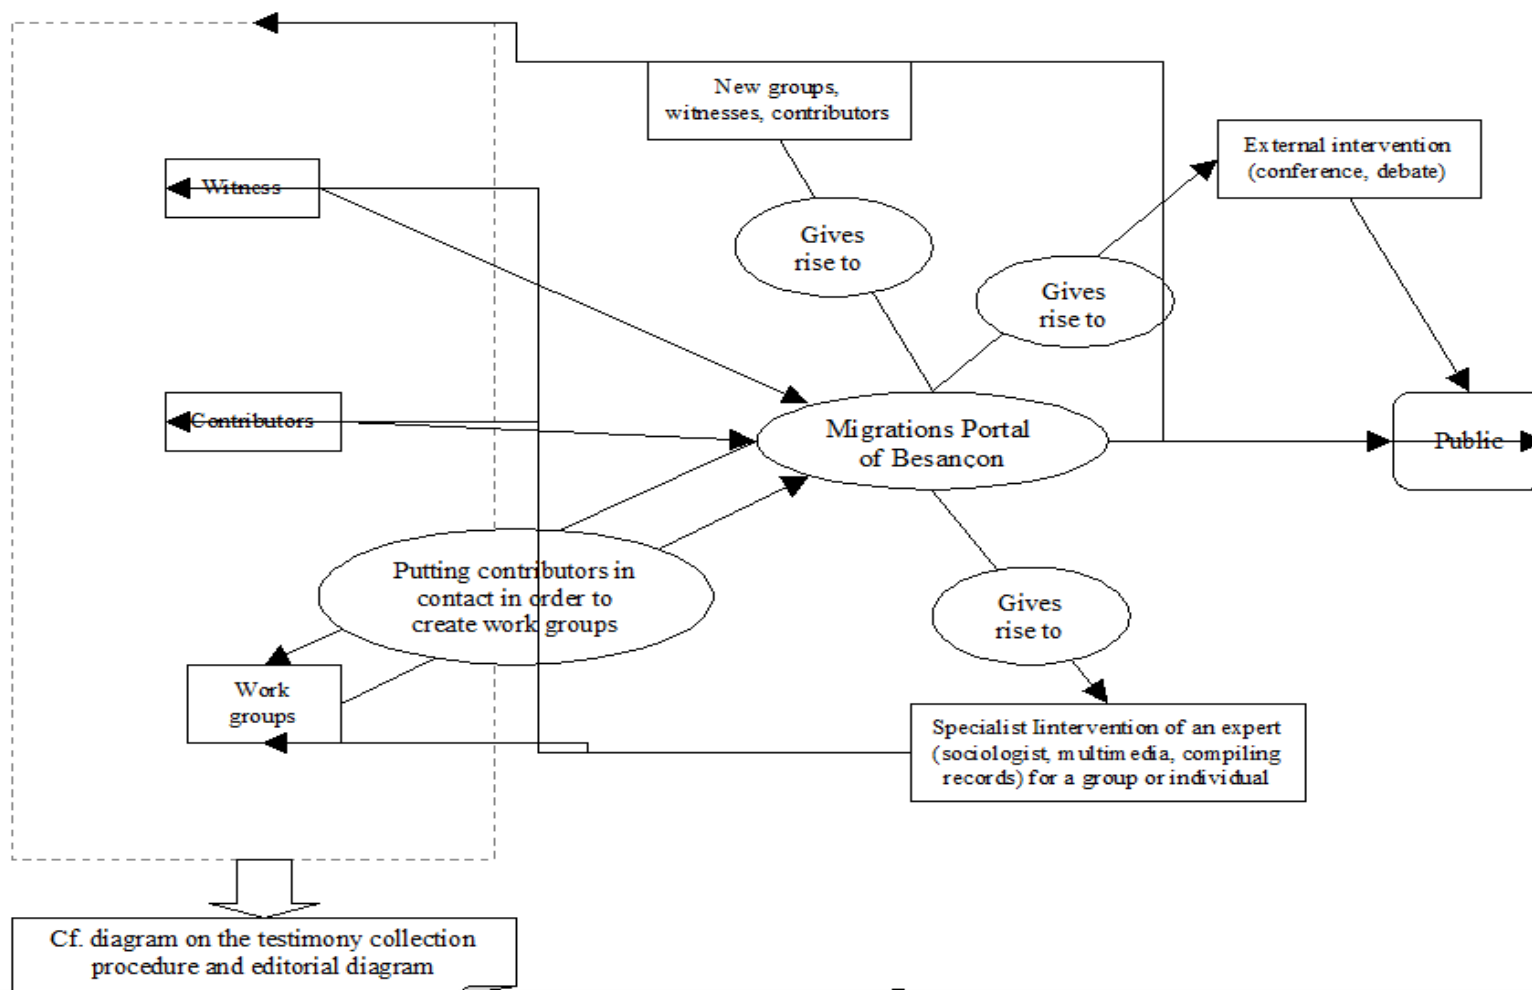 New groups,
witnesses, contributors
External intervention
(conference, debate)
Witness
Gives
rise to
Gives
rise to
Contributors
Migrations Portal
of Besançon
Public
Putting contributors in
contact in order to
create work groups
Gives
rise to
Work
groups
Specialist Iintervention of an expert
(sociologist, multimedia, compiling
records) for a group or individual
Cf. diagram on the testimony collection
procedure and editorial diagram